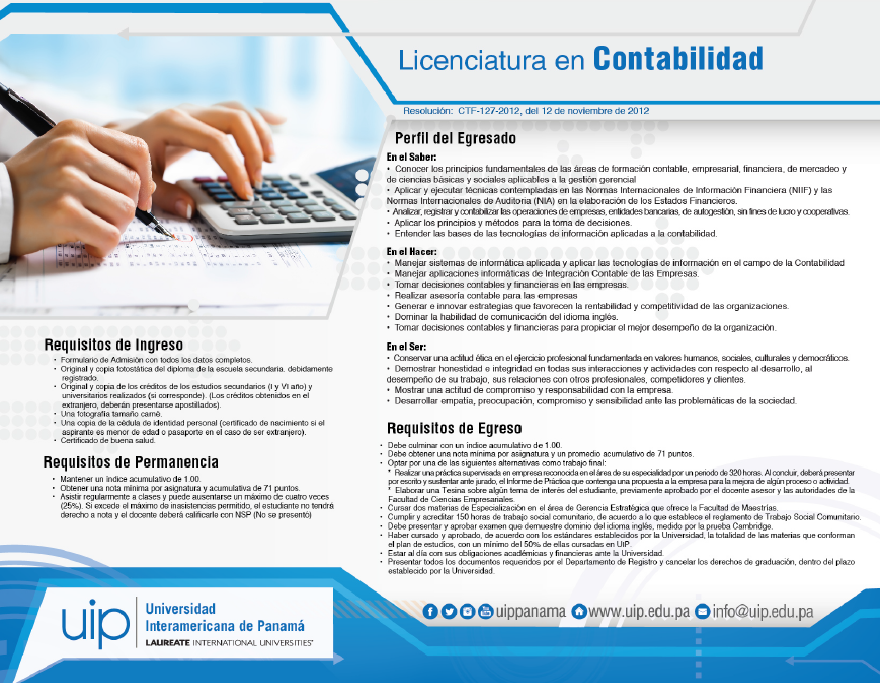 Licenciatura en Contabilidad
Resolución: CTF-127-2012, dell 12 de noviembre de 2012
Perfil del Egresado
En el Saber:
• Conocer los principios fundamentales de las áreas de formación contable, empresarial, financiera, de mercadeo y
de ciencias básicas y sociales aplicables a la gestión gerencial
• Aplicar y ejecutar técnicas contempladas en las Normas Internacionales de Información Financiera (NIIF) y las
Normas Internacionales de Auditoria (INIA) en la elaboración de los Estados Financieros.
• Analizar, registrar y contabilizar las operaciones de empresas, entidades bancarias, de autogestión, sin fines de lucro y cooperativas.
• Aplicar los principios y métodos para la toma de decisiones.
• Entender las bases de las tecnologías de información aplicadas a la contabilidad.
En el Hacer:
• Manejar sistemas de informática aplicada y aplicar las tecnologías de información en el campo de la Contabilidad
• Manejar aplicaciones informáticas de Integración Contable de las Empresas.
• Tomar decisiones contables y financieras en las empresas.
• Realizar asesoría contable para las empresas
• Generar e innovar estrategias que favorecen la rentabilidad y competitividad de las organizaciones.
• Dominar la habilidad de comunicación del idioma inglés.
• Tomar decisiones contables y financieras para propiciar el mejor desempeño de la organización.
En el Ser:
• Conservar una actitud ética en el ejercicio profesional fundamentada en valores: humanos, sociales, culturales y democráticos.
• Demostrar honestidad e integridad en todas sus interacciones y actividades con respecto al desarrollo, al
desempeño de su trabajo, sus relaciones con otros profesionales, competidores y clientes.
• Mostrar una actitud de compromiso y responsabilidad con la empresa
• Desarrollar empatía, preocupación, compromiso y sensibilidad ante las problemáticas de la sociedad.
Requisitos de Egreso
• Debe culminar con un índice acumulativo de 1.00.
• Debe obtener una nota mínima por asignatura y un promedio acumulativo de 71 puntos.
• Optar por una de las siguientes alternativas como trabajo final:
* Realizar una práctica supervisada en empresa reconocida en el área de su especialidad por un periodo de 320 horas. Al concluir, deberá presentar
por escrito y sustentar ante jurado, el Informe de Práctica que contenga una propuesta a la empresa para la mejora de algún proceso o actividad.
* Elaborar una Tesina sobre algún tema de interés del estudiante, previamente aprobado por el docente asesor y las autoridades de la
Facultad de Ciencias Empresariales.
• Cursar dos materias de Especialización en el área de Gerencia Estratégica que ofrece la Facultad de Maestrías.
• Cumplir y acreditar 150 horas de trabajo social comunitario, de acuerdo a lo que establece el reglamento de Trabajo Social Comunitario.
• Debe presentar y aprobar examen que demuestre dominio del idioma inglés, medido por la prueba Cambridge.
• Haber cursado y aprobado, de acuerdo con los estándares establecidos por la Universidad, la totalidad de las materias que conforman
el plan de estudios, con un mínimo del 50% de ellas cursadas en UIP.
• Estar al día con sus obligaciones académicas y financieras ante la Universidad.
• Presentar todos los documentos requeridos por el Departamento de Registro y cancelar los derechos de graduación, dentro del plazo
establecido por la Universidad.
Requisitos de Ingreso
• Formulario de Admisión con todos los datos completos.
• Original y copia fotostática del diploma de la escuela secundaria, debidamente
registrado.
• Original y copia de los créditos de los estudios secundarios (I y VI año) y
universitarios realizados (si corresponde). (Los créditos obtenidos en el
extranjero, deberán presentarse apostillados).
• Una fotografía tamaño carné.
• Una copia de la cédula de identidad personal (certificado de nacimiento si el
aspirante es menor de edad o pasaporte en el caso de ser extranjero).
• Certificado de buena salud.
Requisitos de Permanencia
• Mantener un índice acumulativo de 1.00.
• Obtener una nota mínima por asignatura y acumulativa de 71 puntos.
• Asistir regularmente a clases y puede ausentarse un máximo de cuatro veces
(25%). Si excede el máximo de inasistencias permitido, el estudiante no tendrá
derecho a nota y el docente deberá calificarle con NSP (No se presentó)
uip
Universidad
Interamericana de Panamá
LAUREATE INTERNATIONAL UNIVERSITIES®
uippanama www.uip.edu.pa info@uip.edu.pa